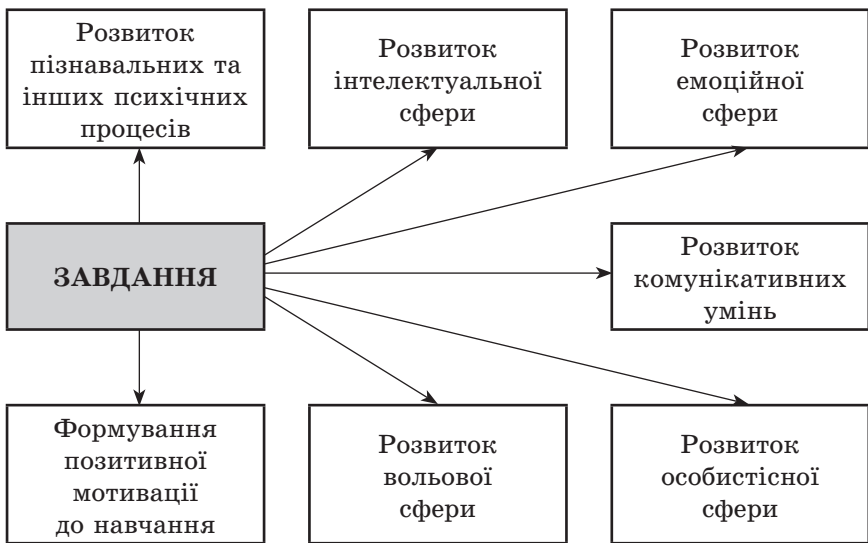 Розвиток
пізнавальних та
інших психічних
процесів
Розвиток
інтелектуальної
сфери
Розвиток
емоційної
сфери
ЗАВДАННЯ
Розвиток
комунікативних
умінь
Формування
позитивної
мотивації
до навчання
Розвиток
вольової
сфери
Розвиток
особистісної
сфери